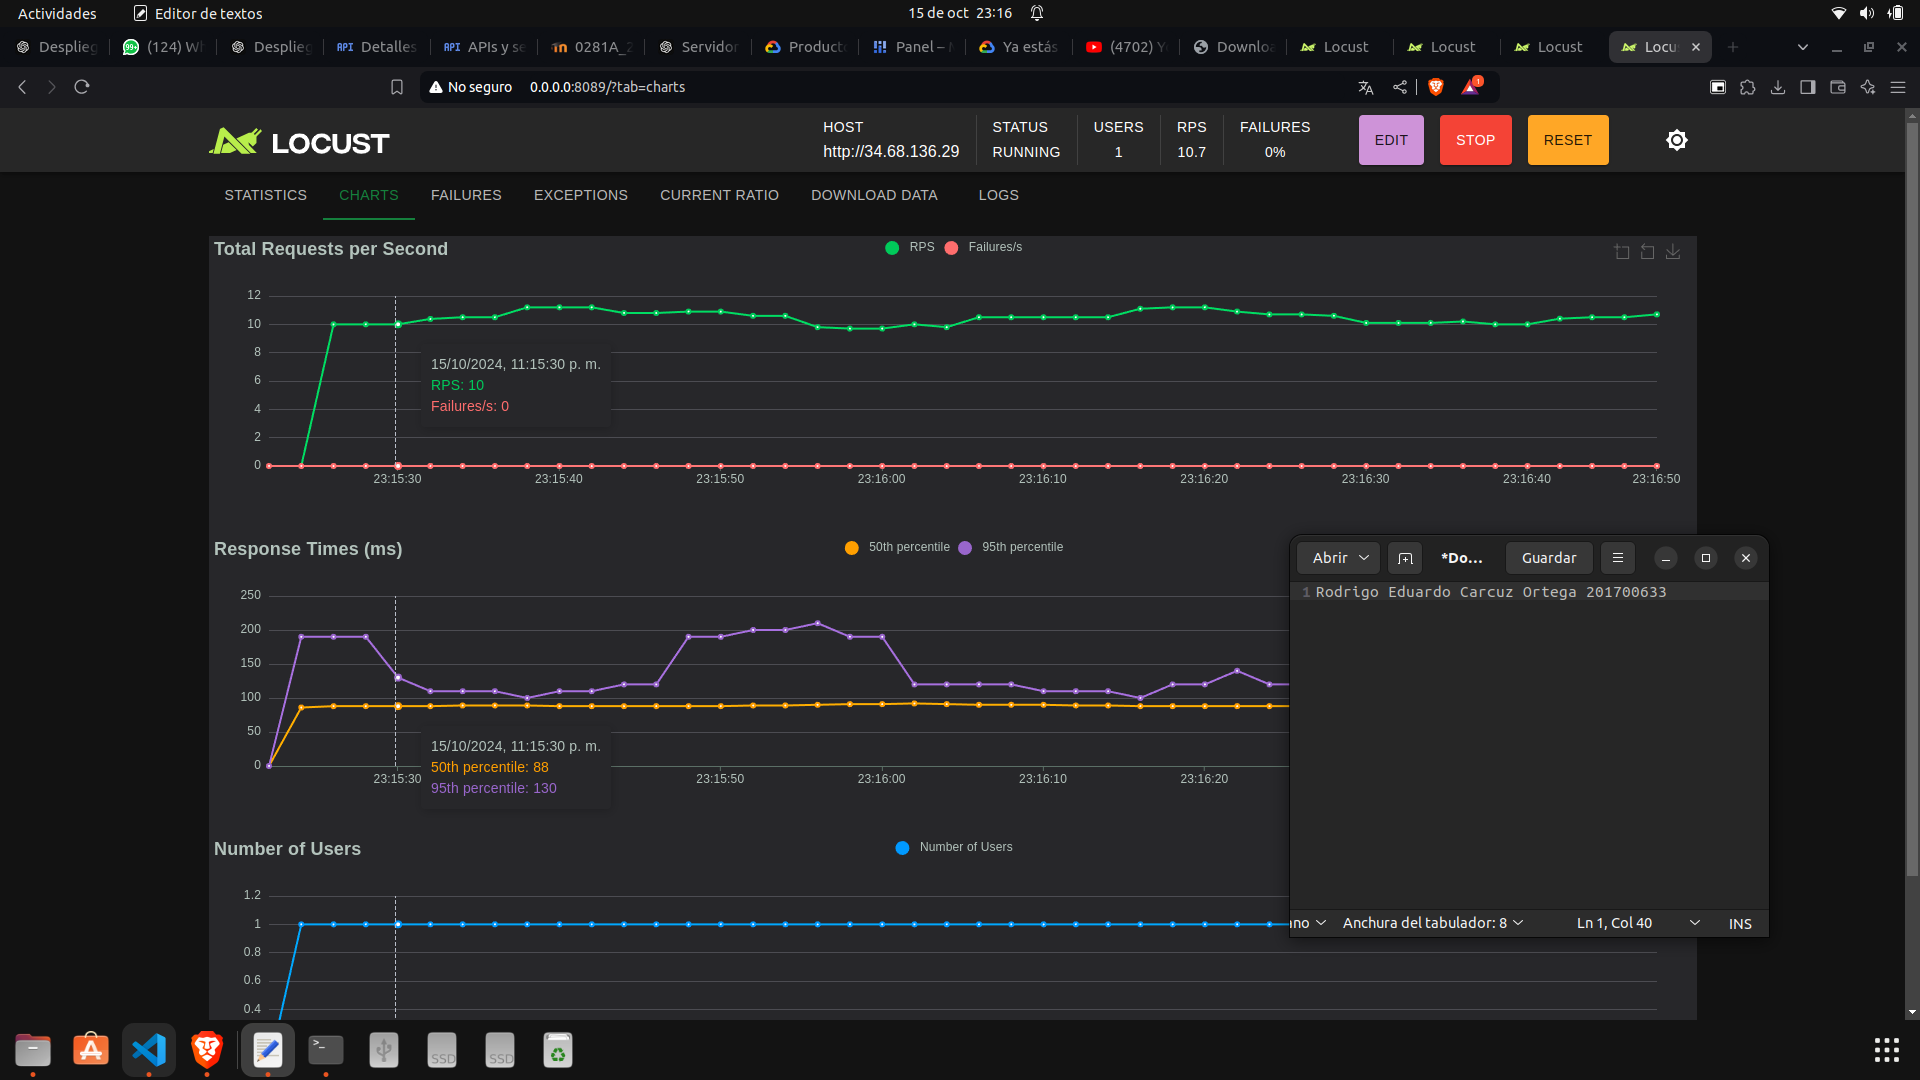 Actividades
Editor de textos
15 de oct 23:16
Desplieg
(124) Wh
Desplieg
API Detalles
API APIs y se
0281A_2
Servidor
Producto
Panel –
Ya estás
(4702) Yo
Downloa
Locust
Locust
Locust
Locu
No seguro
0.0.0.0:8089/?tab=charts
1
LOCUST
HOST
http://34.68.136.29
STATUS
RUNNING
USERS
1
RPS
10.7
FAILURES
0%
EDIT
STOP
RESET
STATISTICS
CHARTS
FAILURES
EXCEPTIONS
CURRENT RATIO
DOWNLOAD DATA
LOGS
Total Requests per Second
RPS
Failures/s
12
10
8
6
4
2
0
15/10/2024, 11:15:30 p. m.
RPS: 10
Failures/s: 0
23:15:30
23:15:40
23:15:50
23:16:00
23:16:10
23:16:20
23:16:30
23:16:40
23:16:50
Response Times (ms)
50th percentile
95th percentile
250
200
150
100
50
0
15/10/2024, 11:15:30 p. m.
50th percentile: 88
95th percentile: 130
23:15:30
23:15:50
23:16:00
23:16:10
23:16:20
Number of Users
Number of Users
1.2
1
0.8
0.6
0.4
Abrir
*Do...
Guardar
1 Rodrigo Eduardo Carcuz Ortega 201700633
ano
Anchura del tabulador: 8
Ln 1, Col 40
INS
SSD
SSD